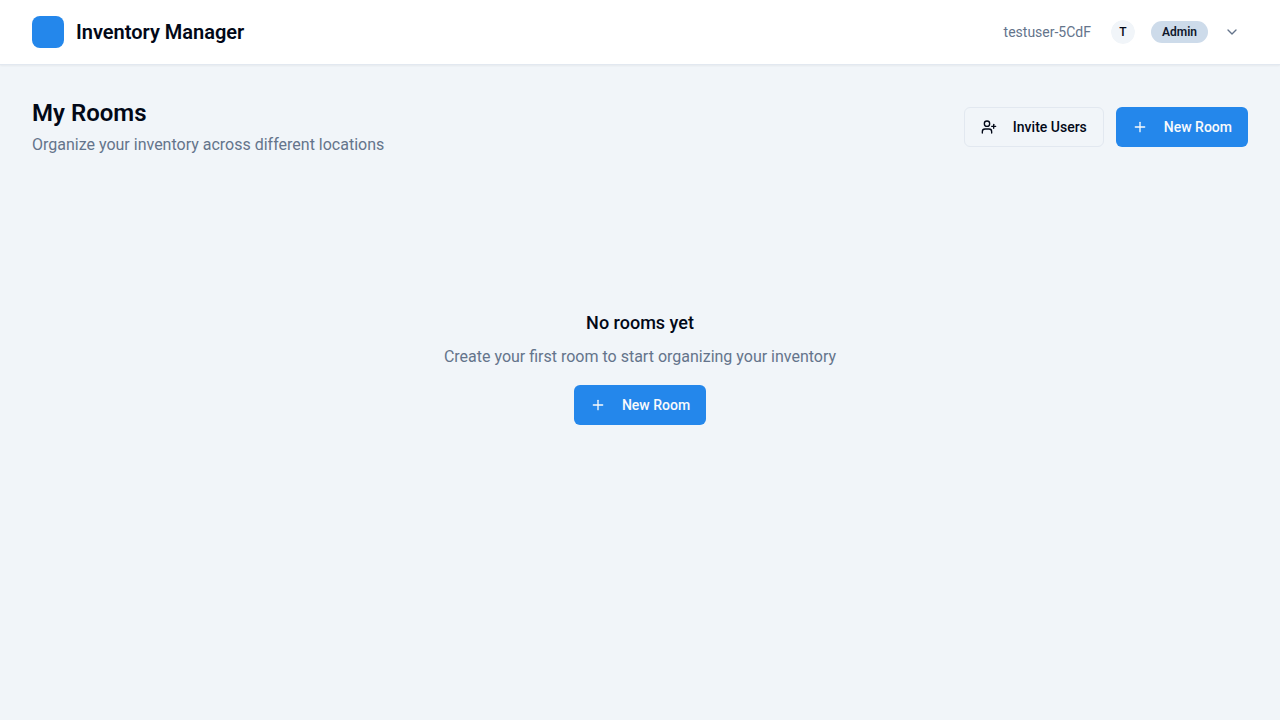 Inventory Manager
testuser-5CdF
T
Admin
My Rooms
Organize your inventory across different locations
Invite Users
New Room
No rooms yet
Create your first room to start organizing your inventory
New Room